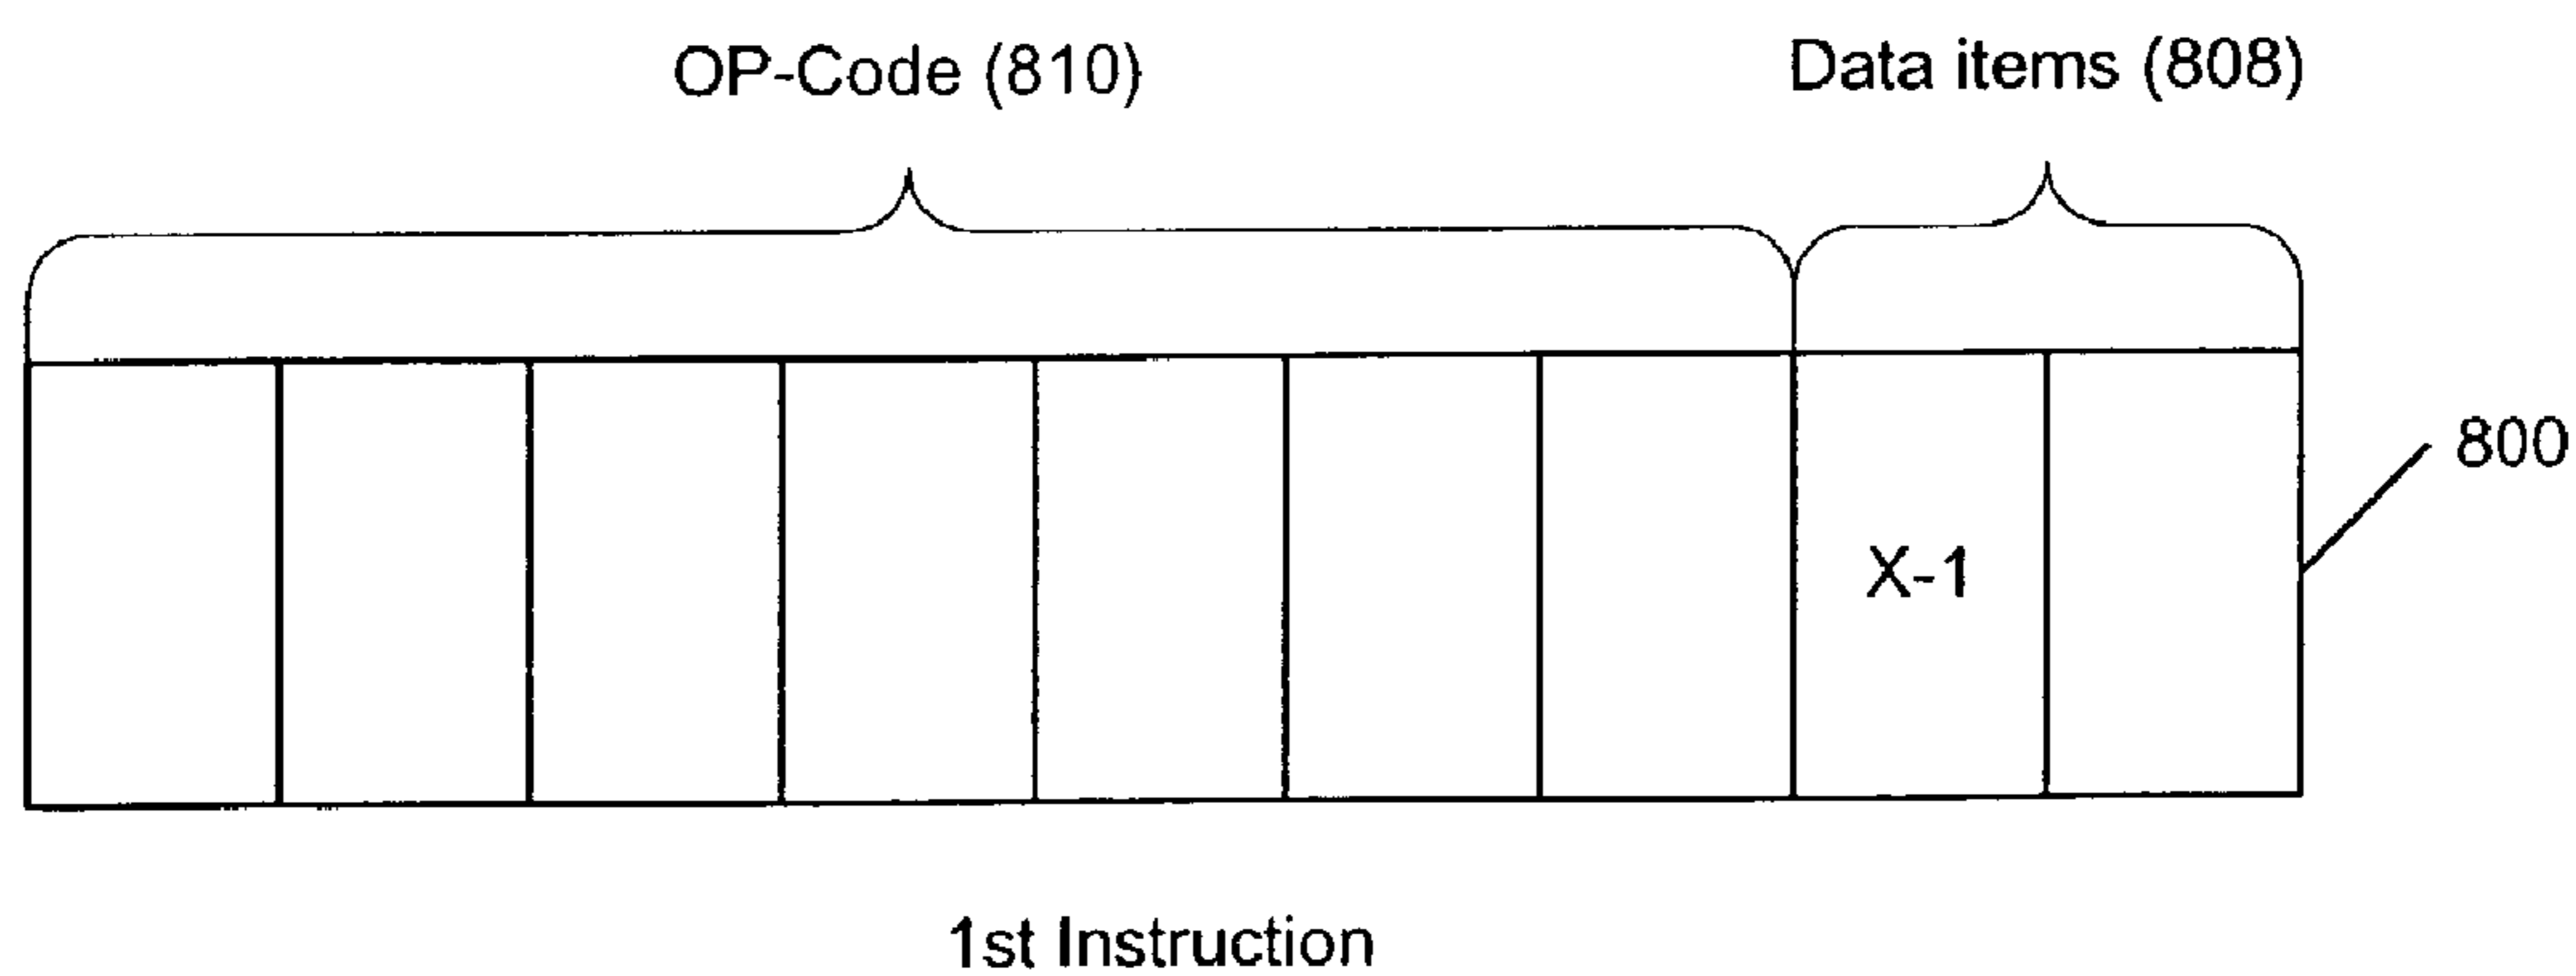 OP-Code (810)
Data items (808)
800
X-1
1st Instruction